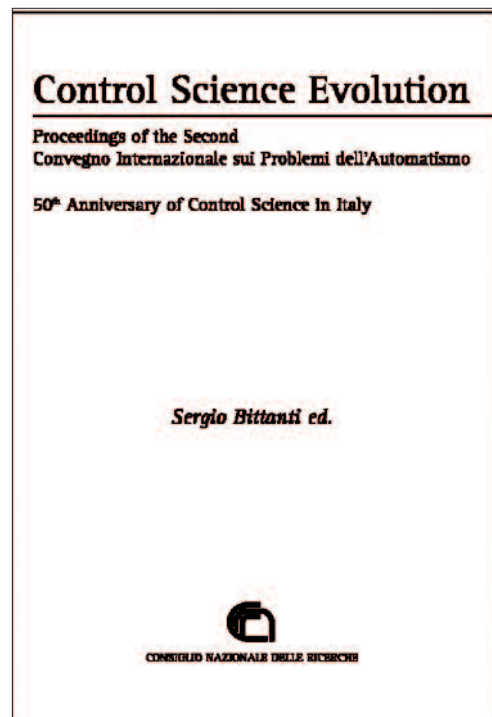 Control Science Evolution
Proceedings of the Second
Convegno Internazionale sui Problemi dell'Automatismo
50th Anniversary of Control Science in Italy
Sergio Bittanti ed.
CONSIGLIO NAZIONALE DELLE RICERCHE